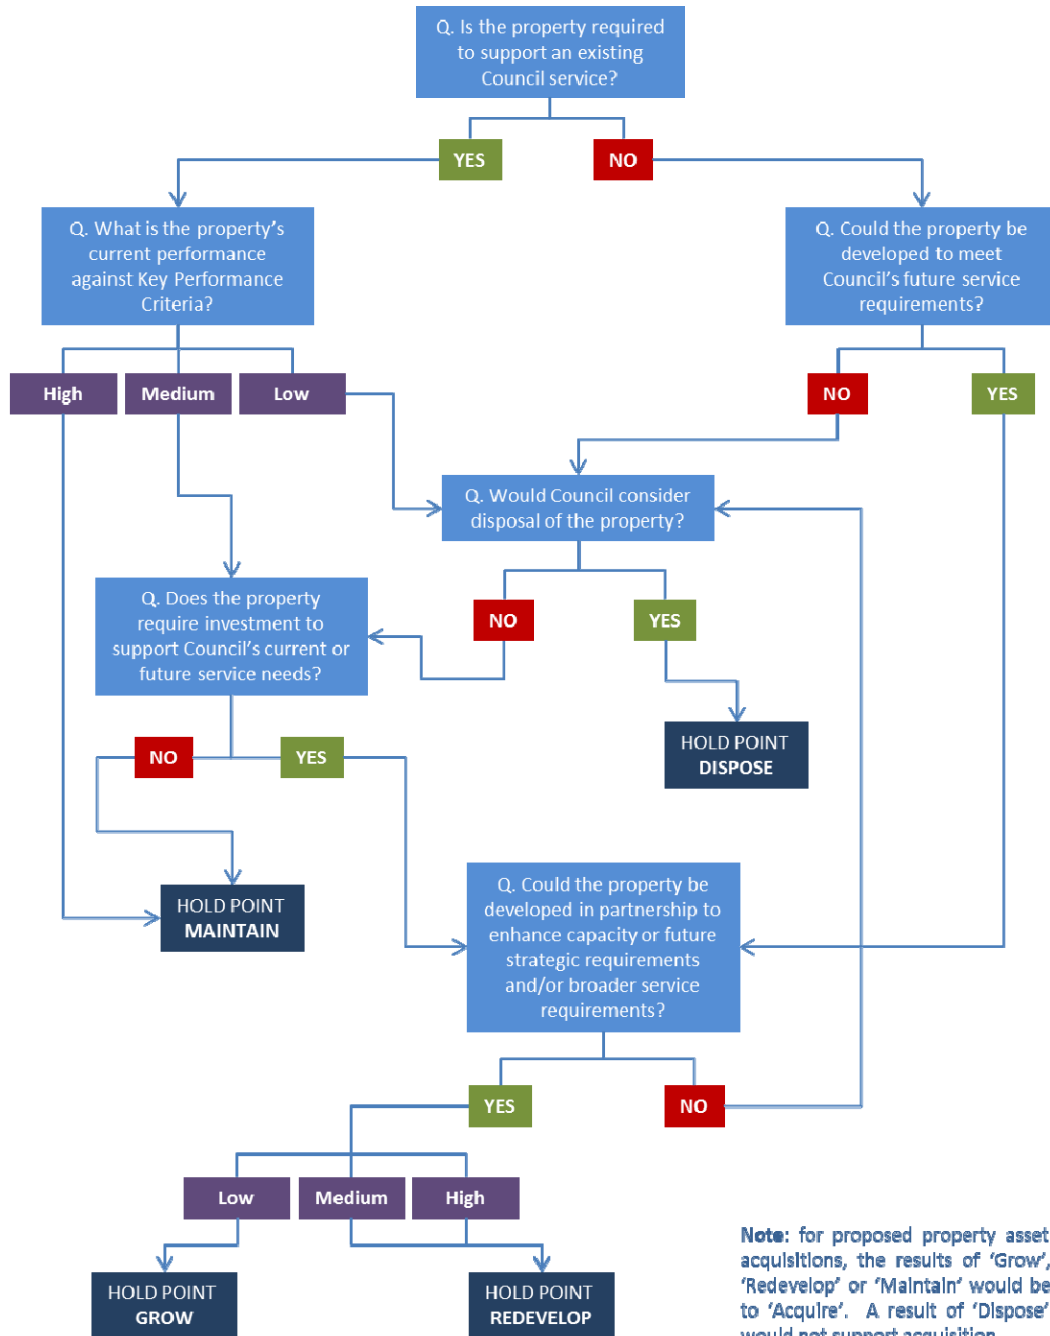 Q. Is the property required
to support an existing
Council service?
YES
NO
Q. What is the property's
current performance
against Key Performance
Criteria?
Q. Could the property be
developed to meet
Council's future service
requirements?
High
Medium
Low
NO
YES
Q. Would Council consider
disposal of the property?
Q. Does the property
require investment to
support Council's current or
future service needs?
NO
YES
HOLD POINT
DISPOSE
NO
YES
Q. Could the property be
developed in partnership to
enhance capacity or future
strategic requirements
and/or broader service
requirements?
HOLD POINT
MAINTAIN
YES
NO
Low
Medium
High
HOLD POINT
GROW
HOLD POINT
REDEVELOP
Note: for proposed property asset
acquisitions, the results of 'Grow',
'Redevelop' or 'Maintain' would be
to 'Acquire'. A result of 'Dispose'
would not support acquisition